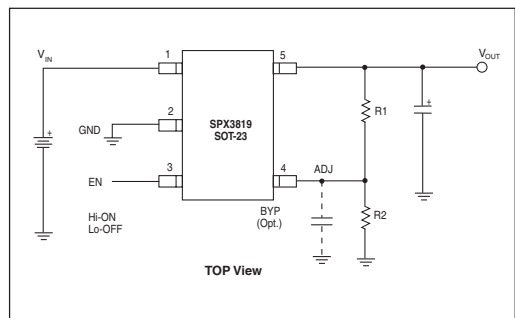 V_IN
1
5
V_OUT
2
GND
SPX3819
SOT-23
R1
+
+
3
4
ADJ
EN
Hi-ON
Lo-OFF
BYP
(Opt.)
R2
TOP View